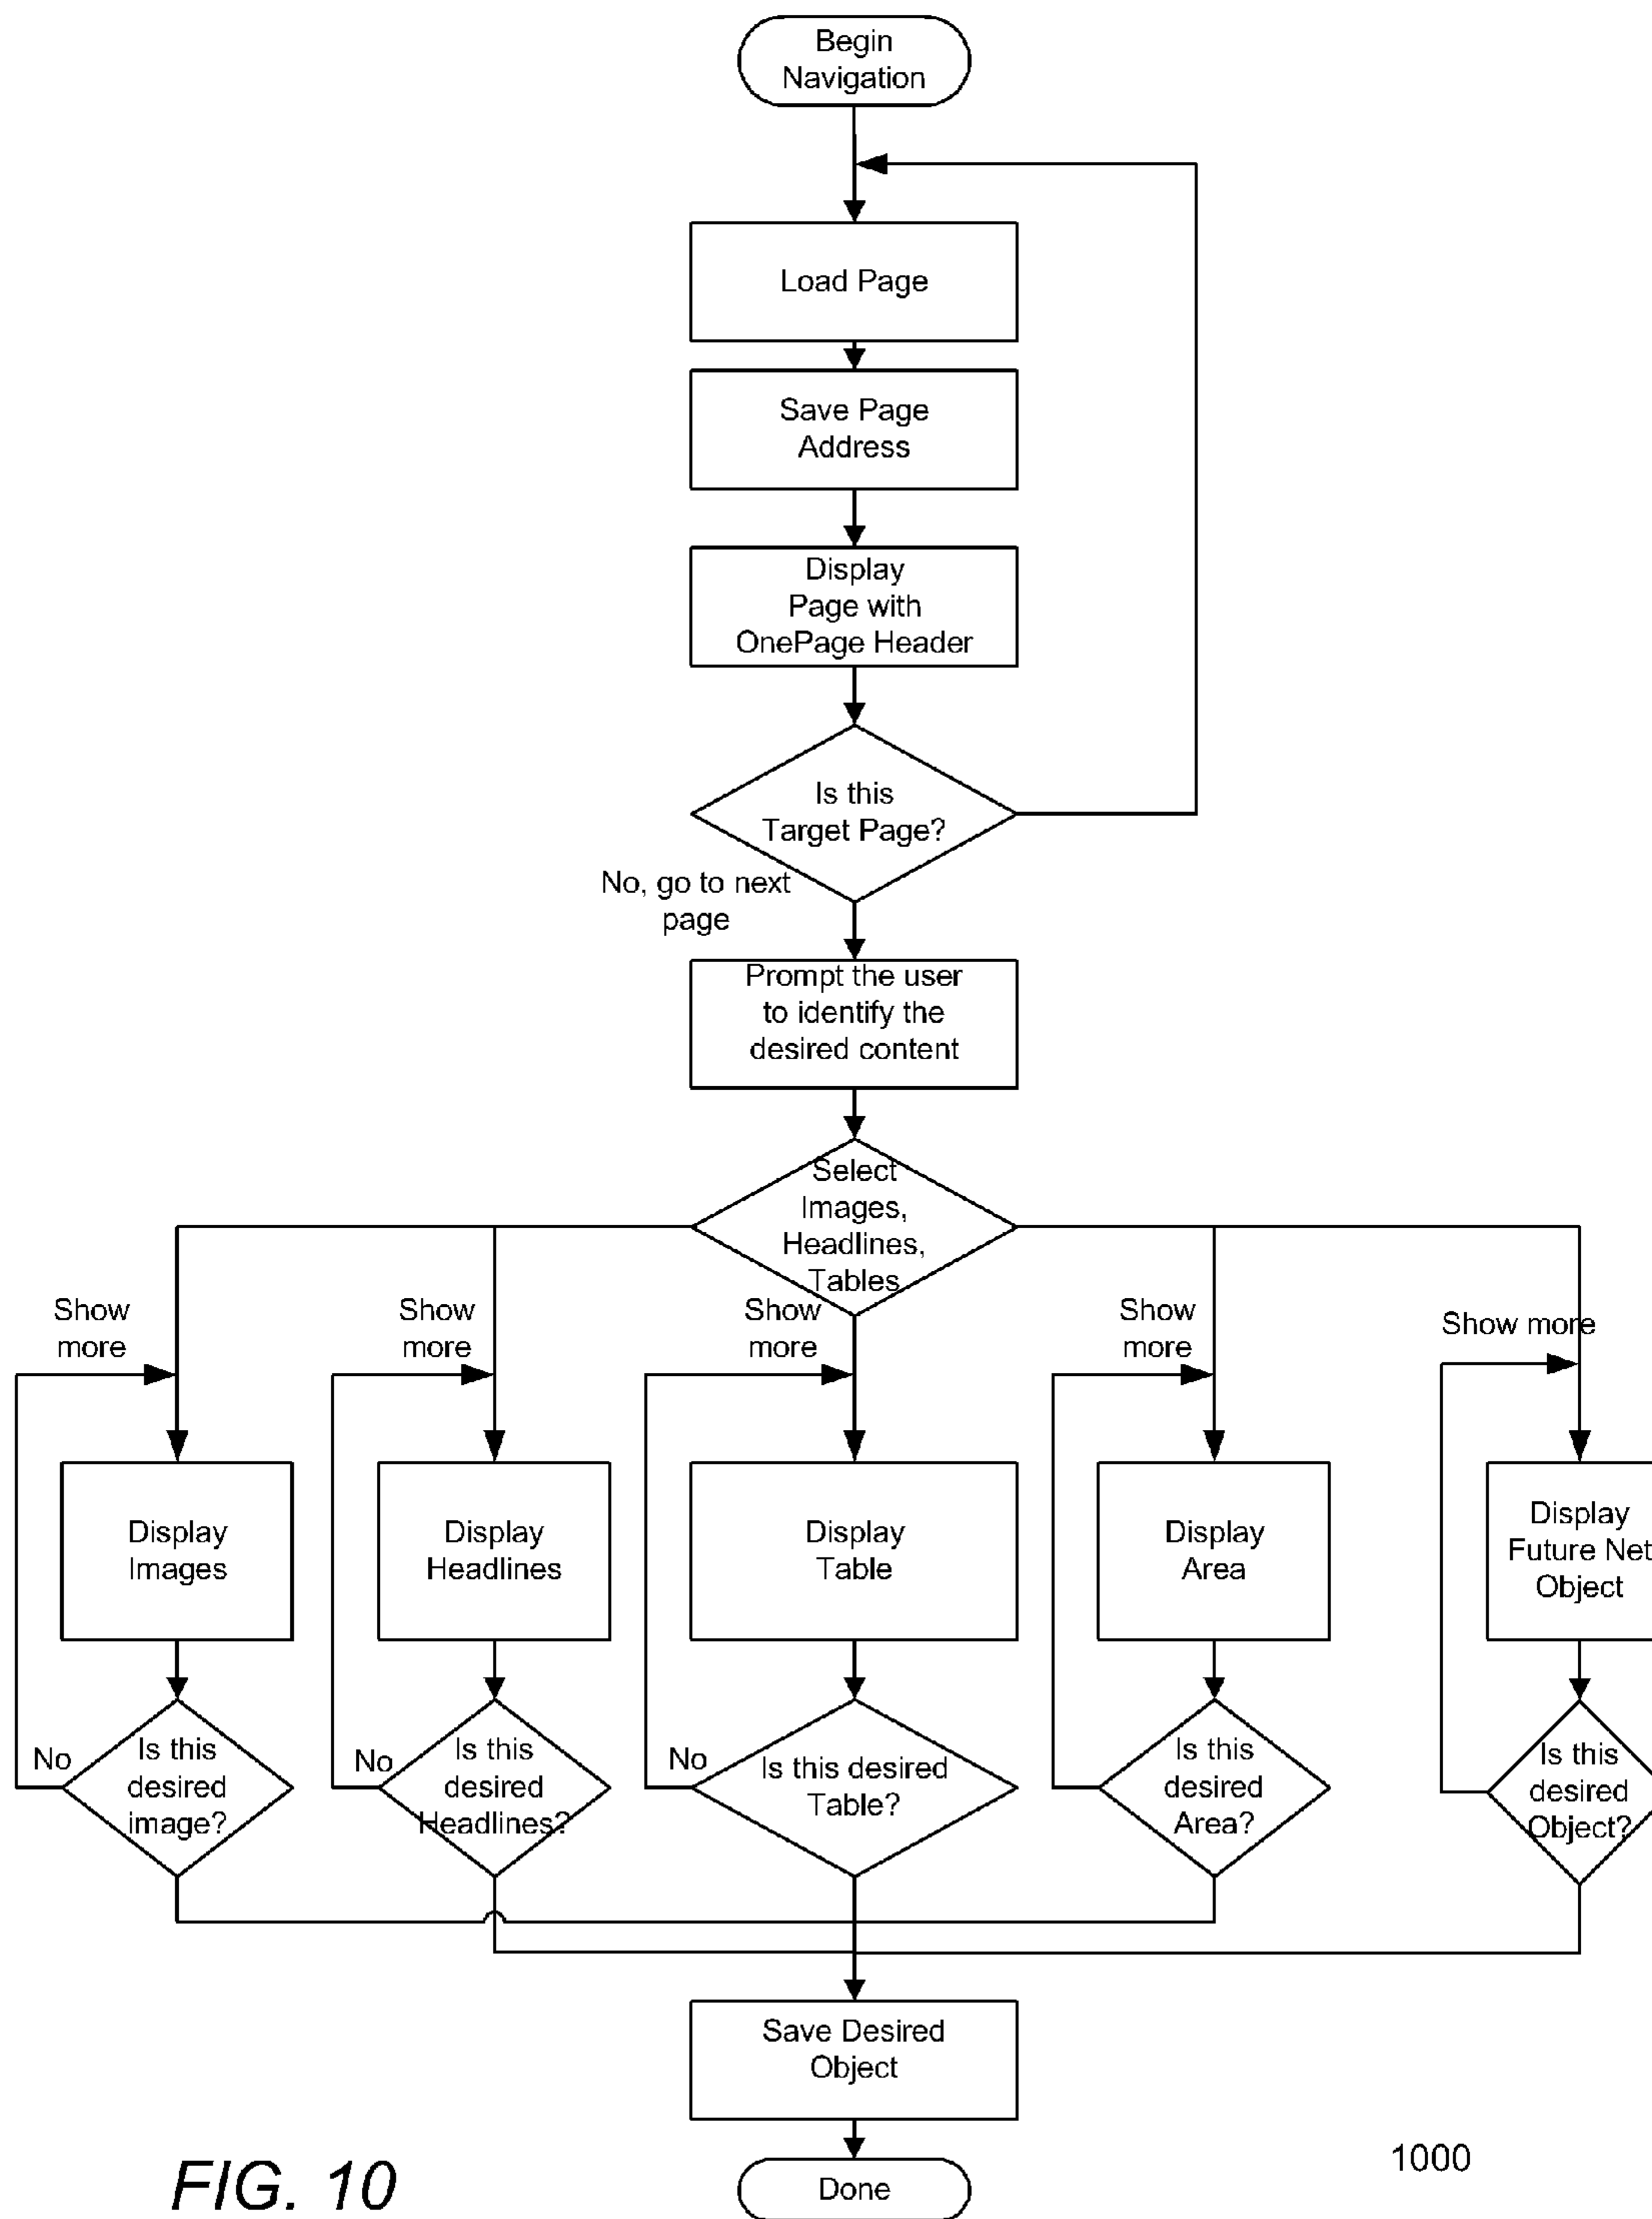 Begin
Navigation
Load Page
Save Page
Address
Display
Page with
OnePage Header
Is this
Target Page?
No, go to next
page
Prompt the user
to identify the
desired content
Select
Images,
Headlines,
Tables
Show
more
Show
more
Show
more
Show
more
Show more
Display
Images
Display
Headlines
Display
Table
Display
Area
Display
Future Net
Object
No
Is this
desired
image?
No
Is this
desired
Headlines?
No
Is this desired
Table?
Is this
desired
Area?
Is this
desired
Object?
Save Desired
Object
Done
FIG. 10
1000